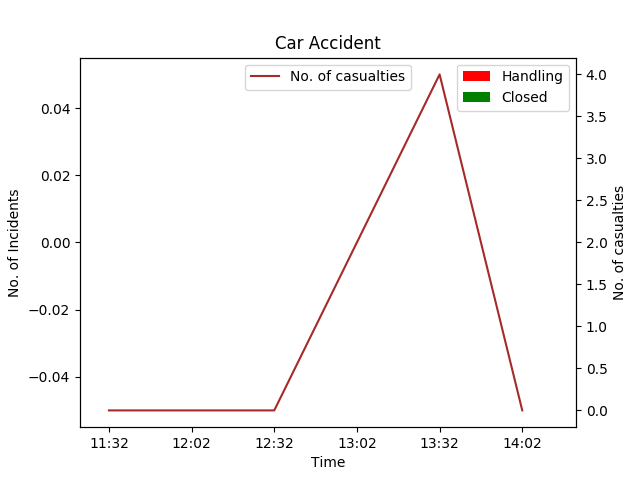 Car Accident
No. of casualties
Handling
Closed
0.04
0.02
0.00
−0.02
−0.04
No. of Incidents
4.0
3.5
3.0
2.5
2.0
1.5
1.0
0.5
0.0
No. of casualties
11:32 12:02 12:32 13:02 13:32 14:02
Time